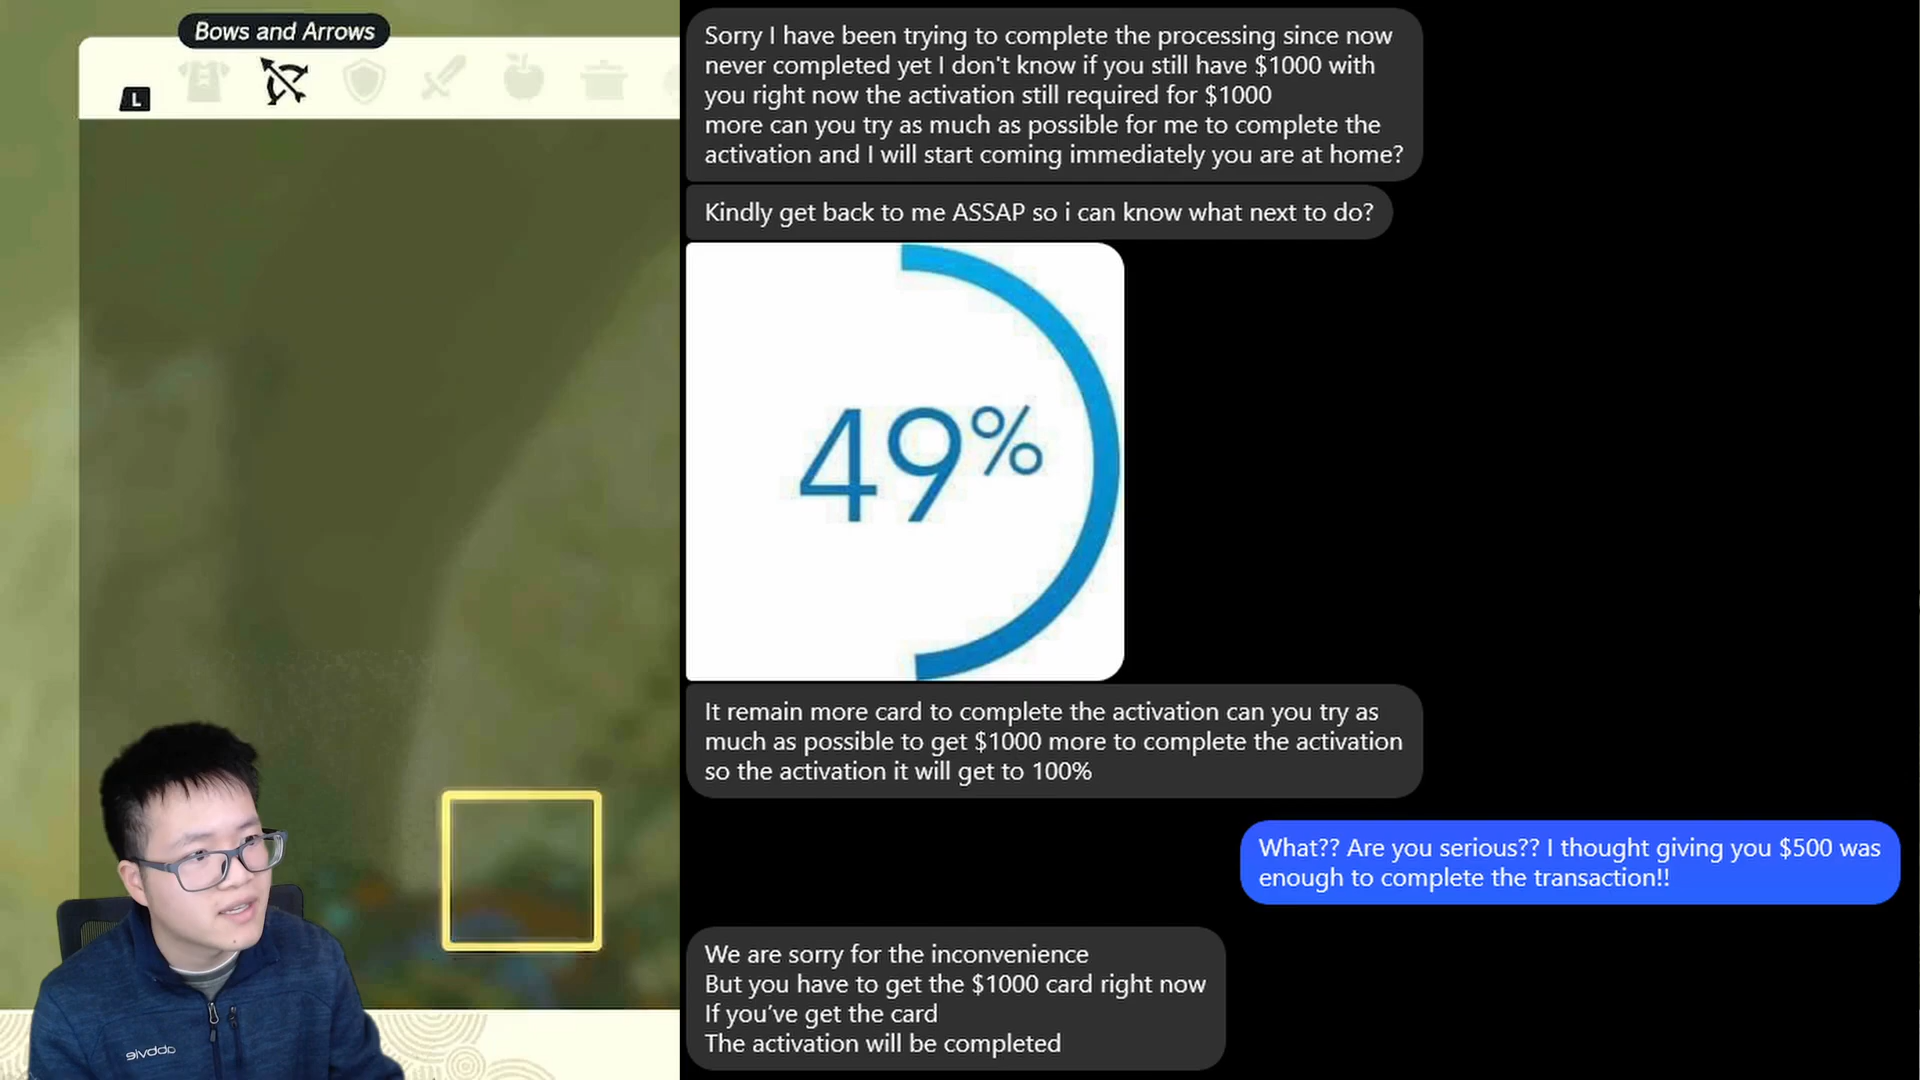 Bows and Arrows
L
Sorry I have been trying to complete the processing since now
never completed yet I don't know if you still have $1000 with
you right now the activation still required for $1000
more can you try as much as possible for me to complete the
activation and I will start coming immediately you are at home?
Kindly get back to me ASSAP so i can know what next to do?
49%
It remain more card to complete the activation can you try as
much as possible to get $1000 more to complete the activation
so the activation it will get to 100%
What?? Are you serious?? I thought giving you $500 was
enough to complete the transaction!!
We are sorry for the inconvenience
But you have to get the $1000 card right now
If you’ve get the card
The activation will be completed
abbvie